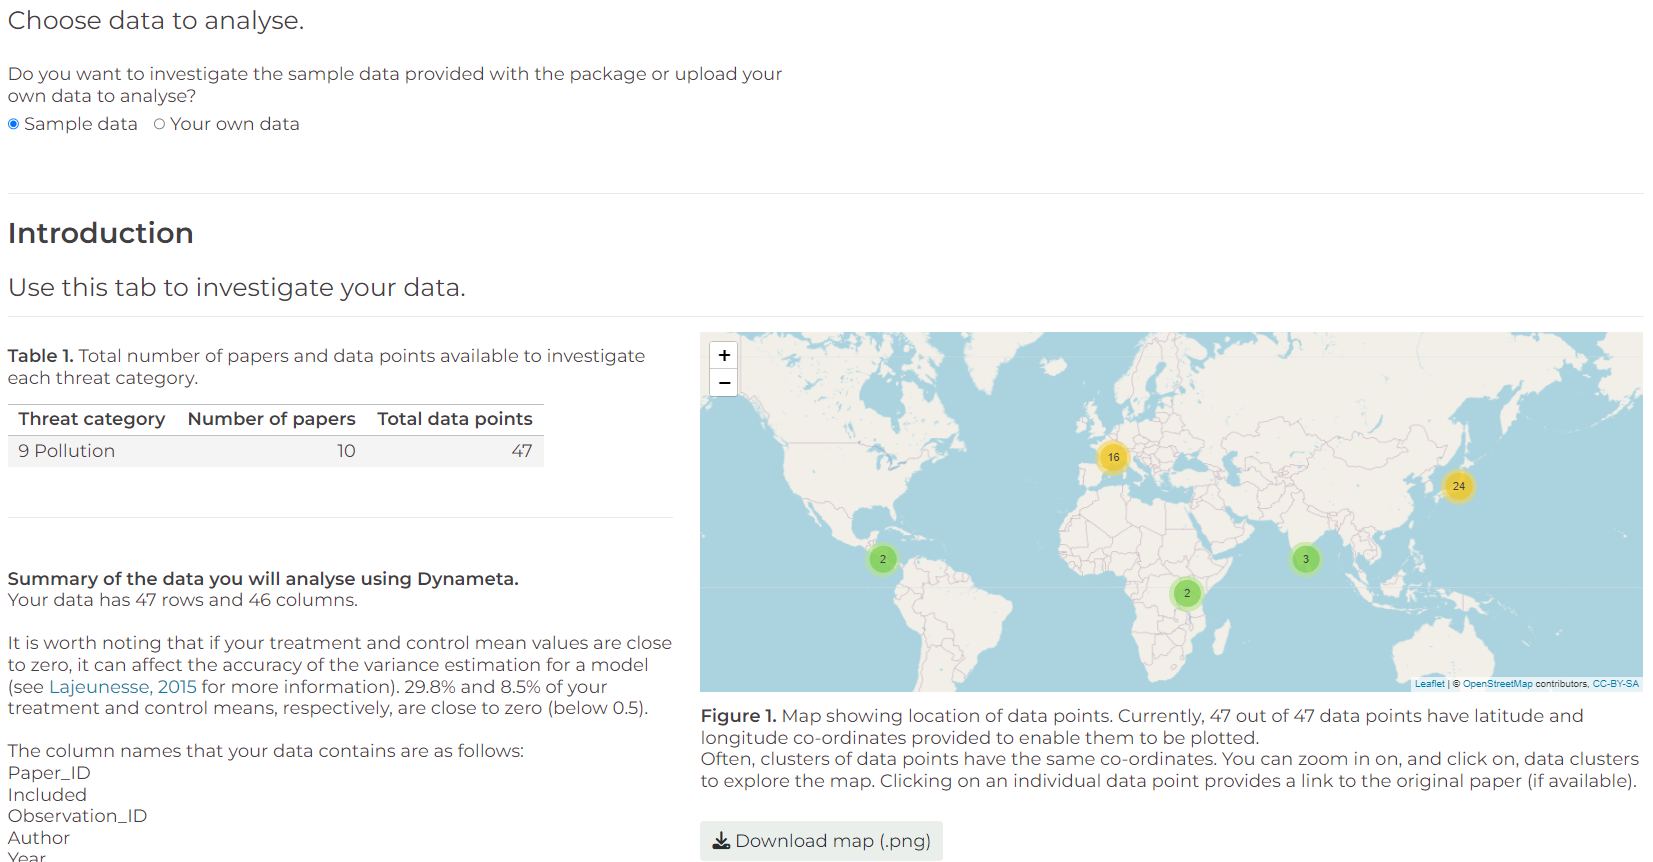 Choose data to analyse.
Do you want to investigate the sample data provided with the package or upload your
own data to analyse?
Sample data Your own data
Introduction
Use this tab to investigate your data.
Table 1. Total number of papers and data points available to investigate
each threat category.
Threat category Number of papers Total data points
9 Pollution 10 47
Summary of the data you will analyse using Dynameta.
Your data has 47 rows and 46 columns.
It is worth noting that if your treatment and control mean values are close
to zero, it can affect the accuracy of the variance estimation for a model
(see Lajeunesse, 2015 for more information). 29.8% and 8.5% of your
treatment and control means, respectively, are close to zero (below 0.5).
The column names that your data contains are as follows:
Paper_ID
Included
Observation_ID
Author
Year
+
−
16
24
2
3
2
Leaflet | © OpenStreetMap contributors, CC-BY-SA
Figure 1. Map showing location of data points. Currently, 47 out of 47 data points have latitude and
longitude co-ordinates provided to enable them to be plotted.
Often, clusters of data points have the same co-ordinates. You can zoom in on, and click on, data clusters
to explore the map. Clicking on an individual data point provides a link to the original paper (if available).
Download map (.png)